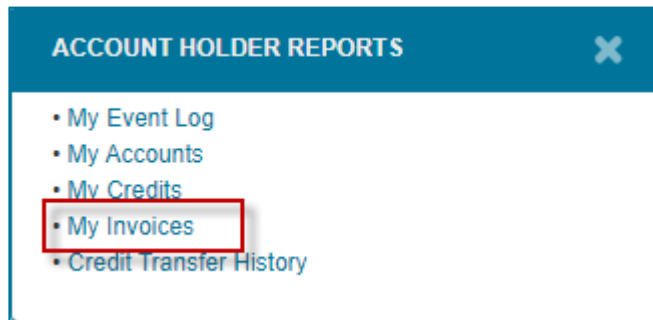 ACCOUNT HOLDER REPORTS
• My Event Log
• My Accounts
• My Credits
• My Invoices
• Credit Transfer History